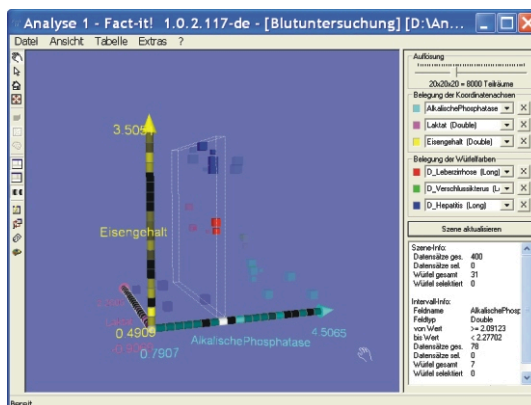 Analyse 1 - Fact-it! 1.0.2.117-de - [Blutuntersuchung] [D:\An...
Datei Ansicht Tabelle Extras ?
Auflösung
20x20x20 = 8000 Teilräume
Belegung der Koordinatenachsen
AlkalischePhosphatase
Laktat (Double)
Eisengehalt (Double)
Belegung der Würfelfarben
D_Leberzirrhose (Long)
D_Verschlussikterus (Lo
D_Hepatitis (Long)
Szene aktualisieren
Szene-Info:
Datensätze ges. 400
Datensätze sel. 0
Würfel gesamt 31
Würfel selektiert 0
Intervall-Info:
Feldname AlkalischePhosp
Feldtyp Double
von Wert >= 2.09123
bis Wert < 2.27702
Datensätze ges. 78
Datensätze sel. 0
Würfel gesamt 7
Würfel selektiert 0
Eisengehalt
0.4909
0.7907
AlkalischePhosphatase
4.5065
Bereit